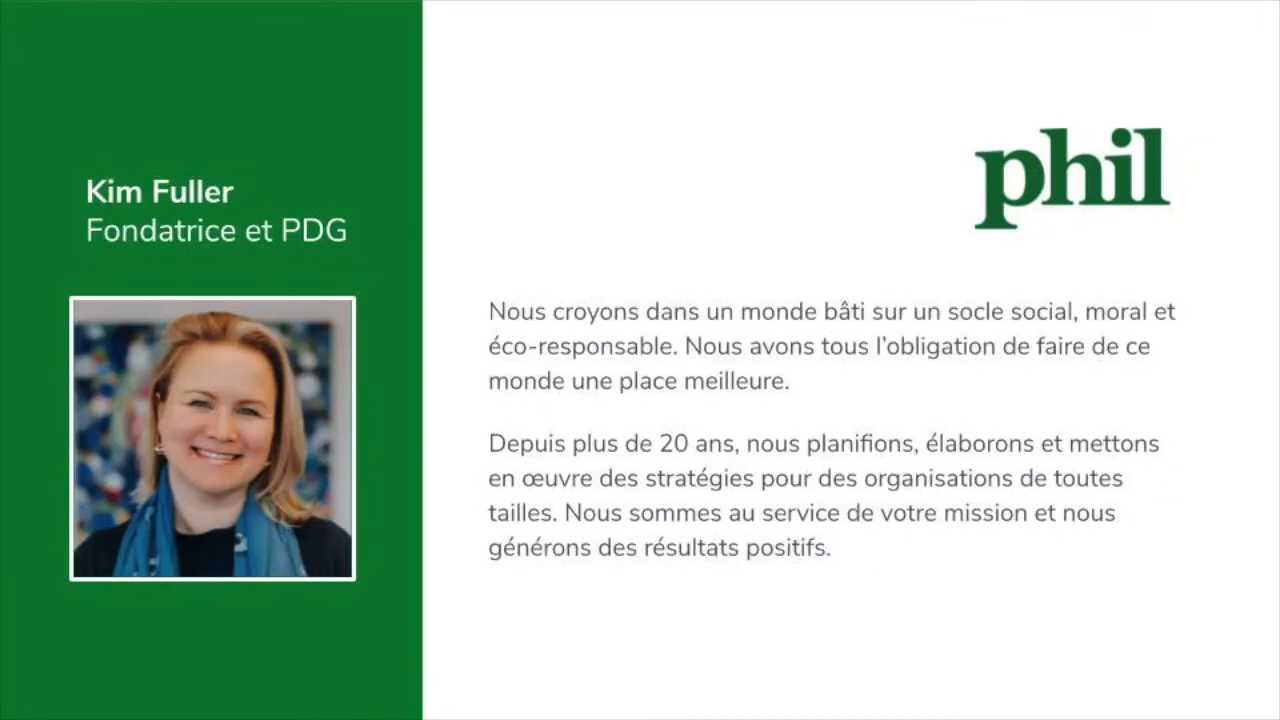 Kim Fuller
Fondatrice et PDG
phil
Nous croyons dans un monde bâti sur un socle social, moral et
éco-responsable. Nous avons tous l’obligation de faire de ce
monde une place meilleure.
Depuis plus de 20 ans, nous planifions, élaborons et mettons
en œuvre des stratégies pour des organisations de toutes
tailles. Nous sommes au service de votre mission et nous
générons des résultats positifs.